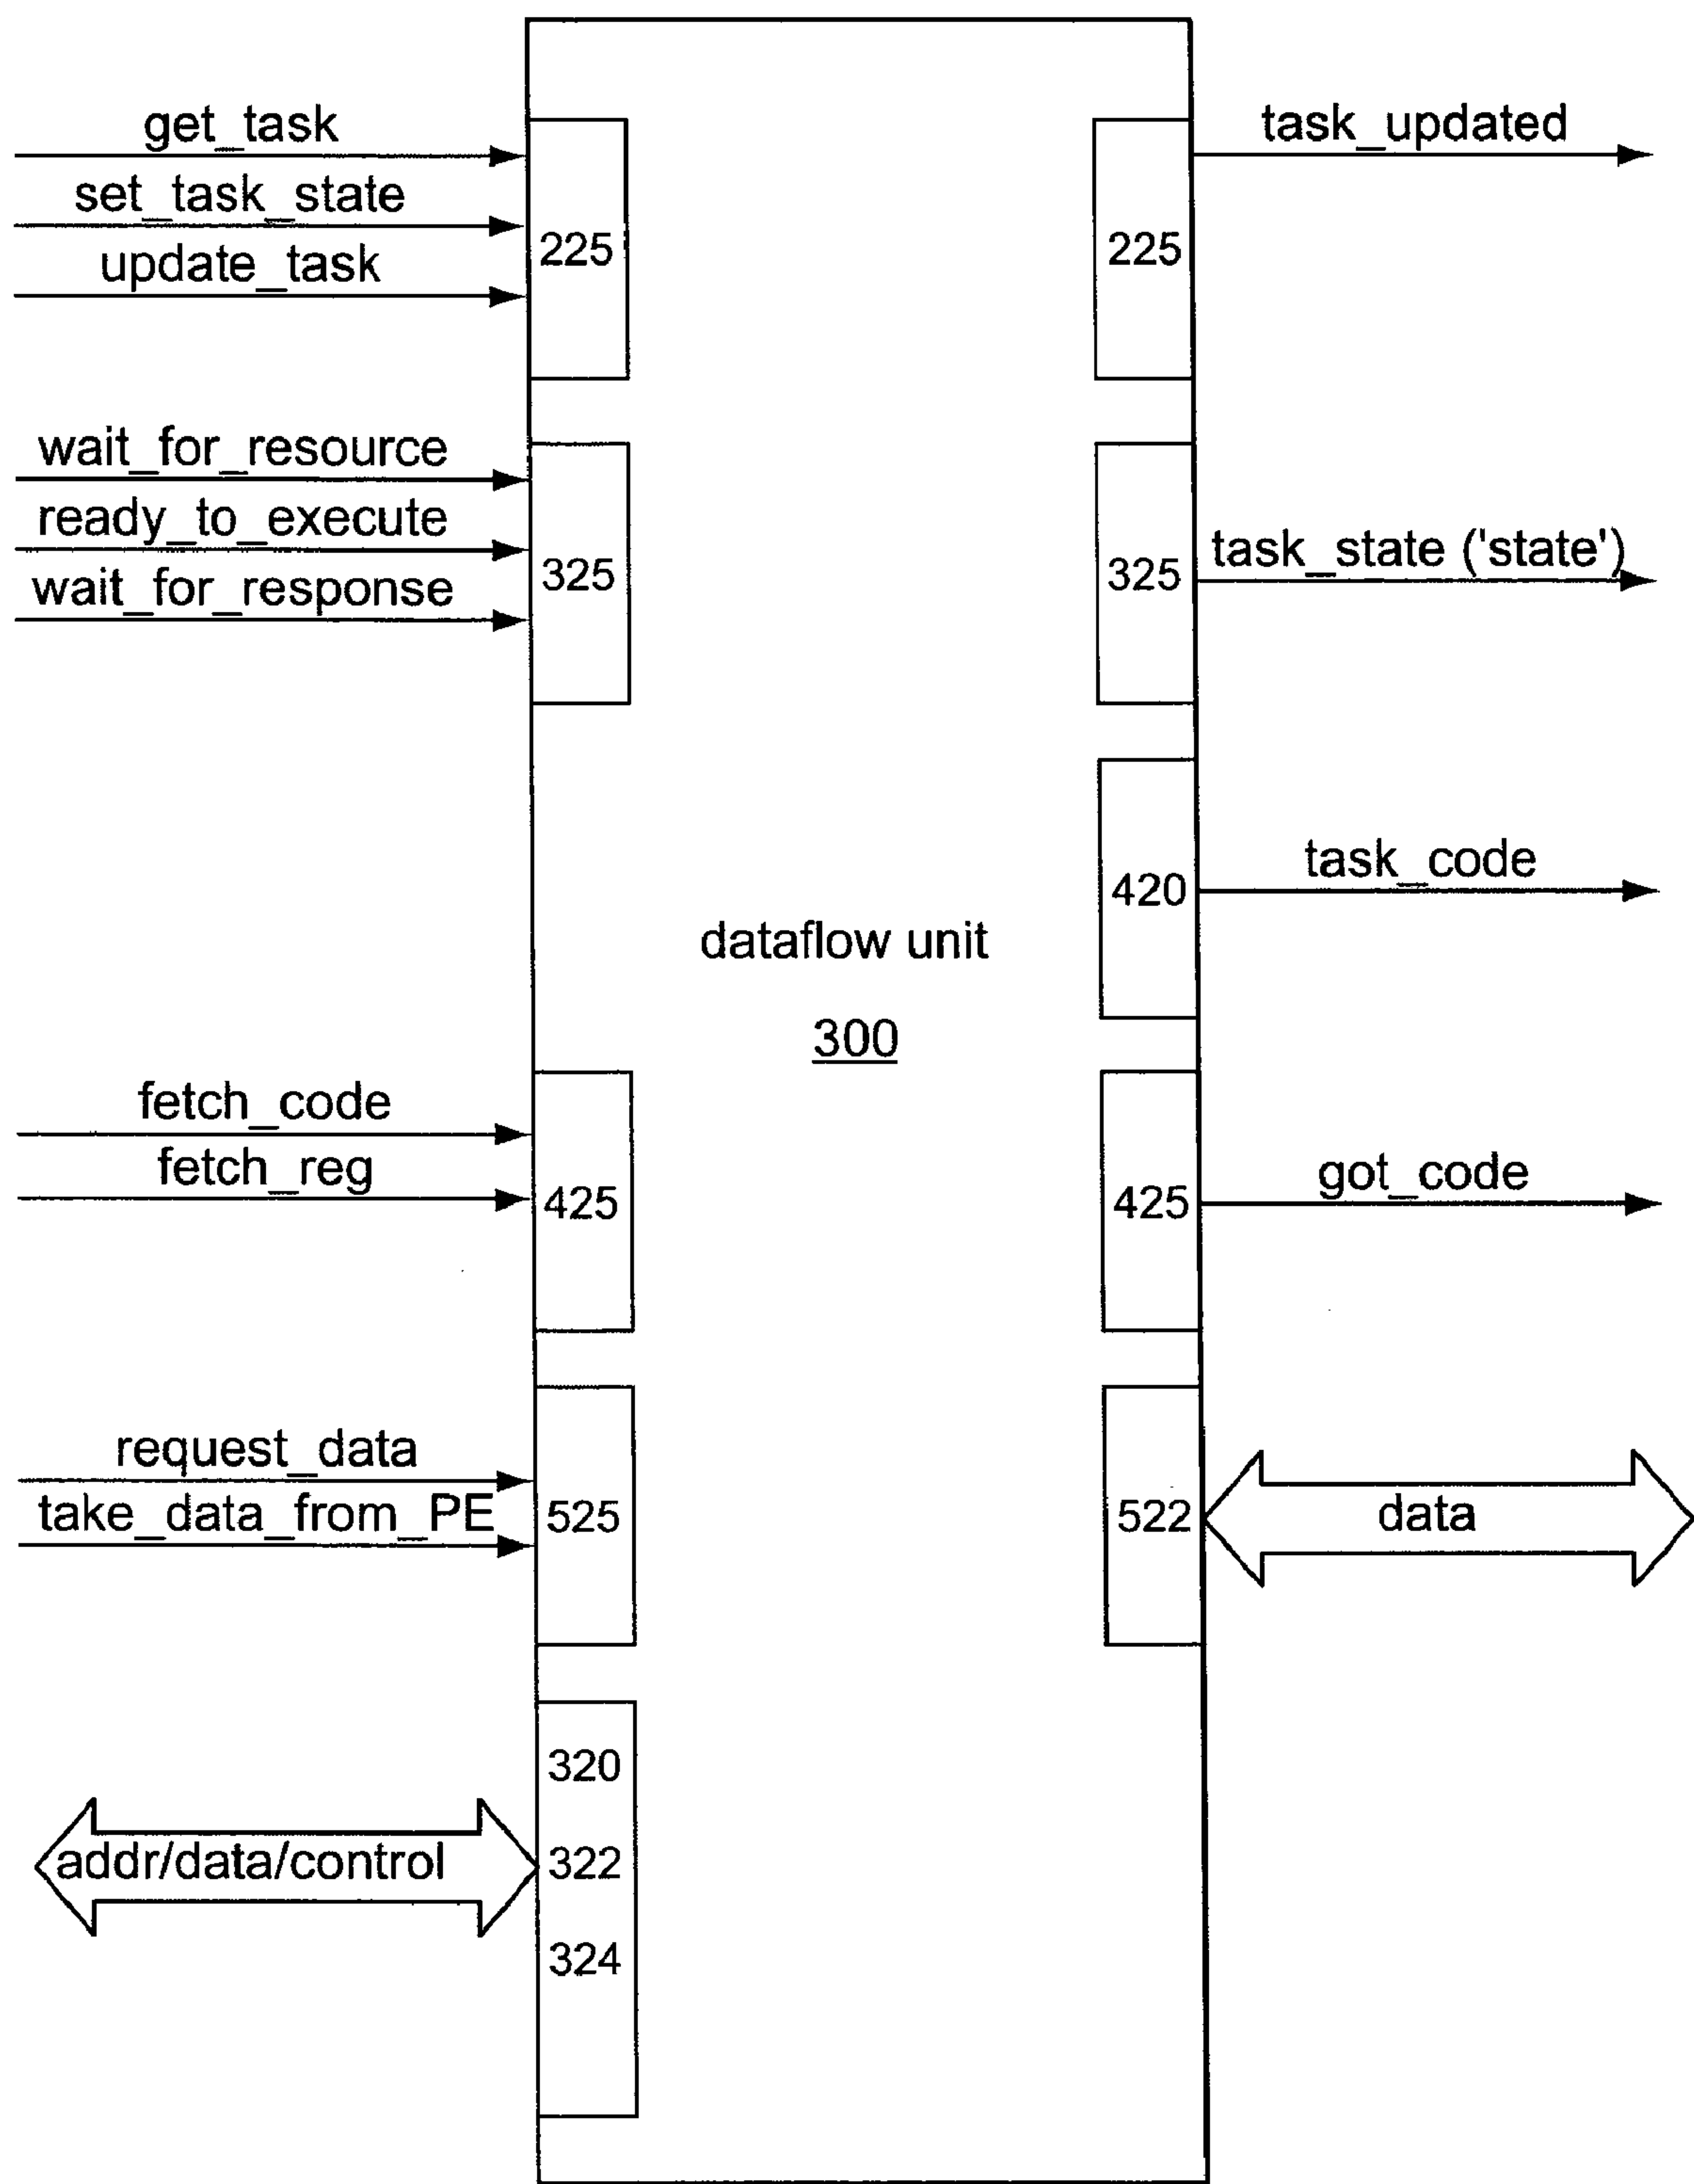 get_task
set_task_state
update_task
225
225
task_updated
wait_for_resource
ready_to_execute
wait_for_response
325
325
task_state ('state')
420
task_code
dataflow unit
300
fetch_code
fetch_reg
425
425
got_code
request_data
take_data_from_PE
525
522
data
addr/data/control
320
322
324